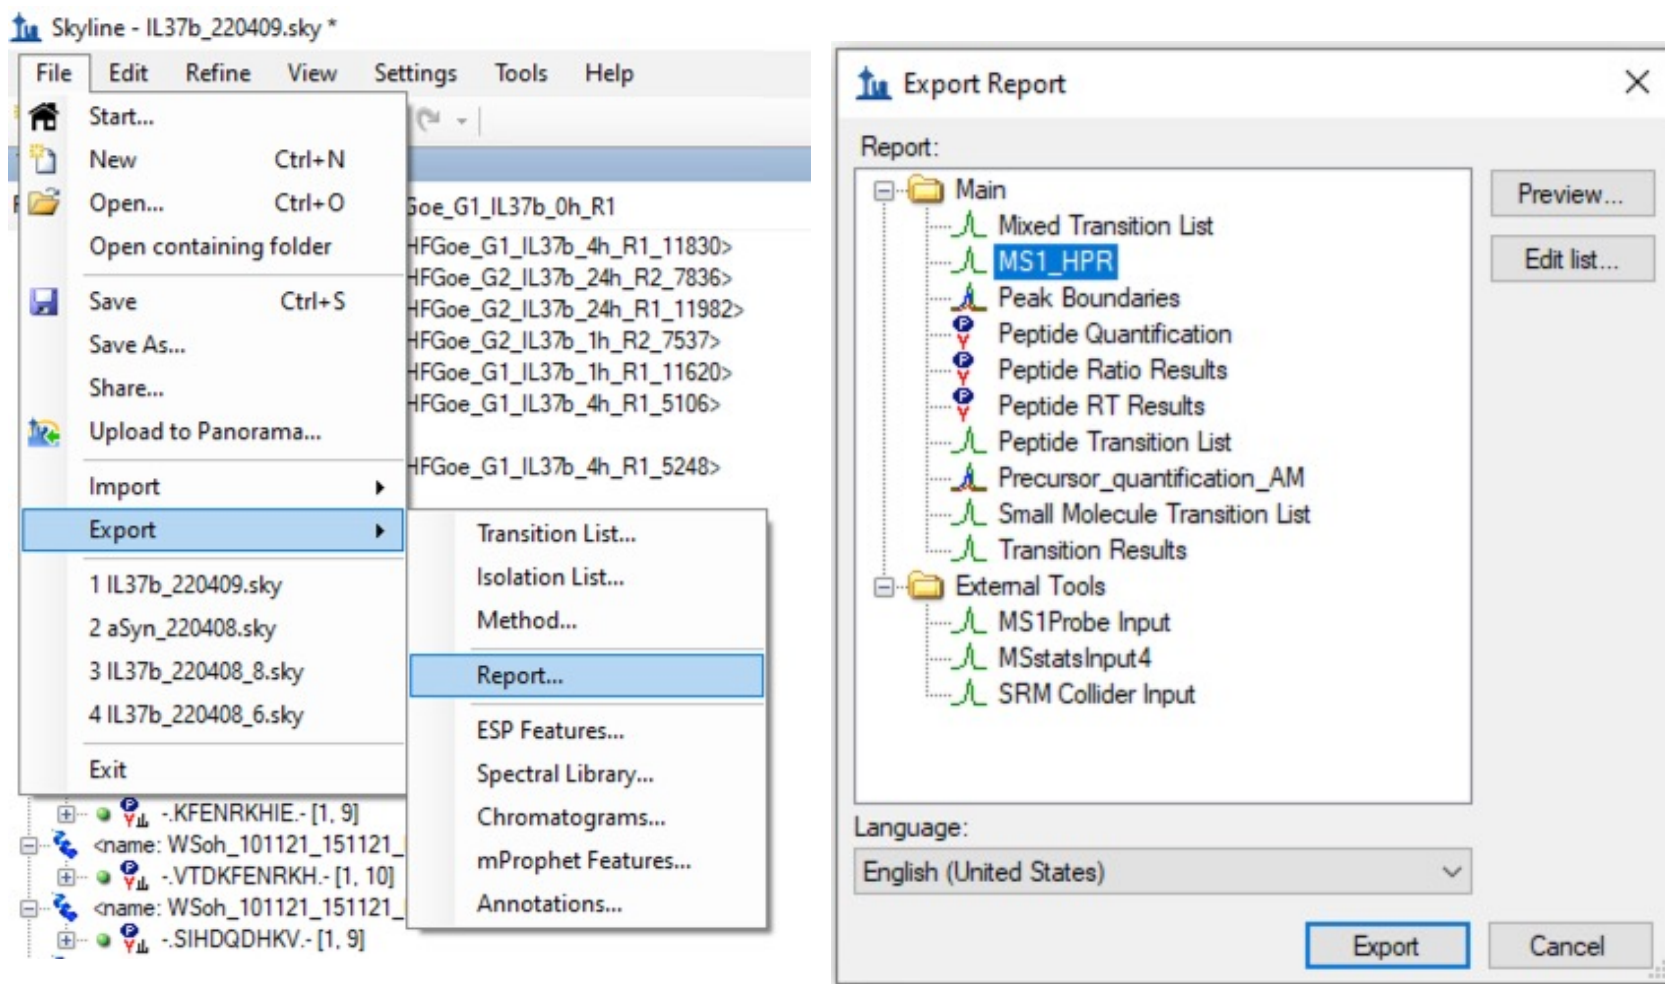 Skyline - IL37b_220409.sky *
File Edit Refine View Settings Tools Help
Start...
New Ctrl+N
Open... Ctrl+O
Open containing folder
Save Ctrl+S
Save As...
Share...
Upload to Panorama...
Import
Export
1 IL37b_220409.sky
2 aSyn_220408.sky
3 IL37b_220408_8.sky
4 IL37b_220408_6.sky
Exit
Goe_G1_IL37b_0h_R1
HFGoe_G1_IL37b_4h_R1_11830>
HFGoe_G2_IL37b_24h_R2_7836>
HFGoe_G2_IL37b_24h_R1_11982>
HFGoe_G2_IL37b_1h_R2_7537>
HFGoe_G1_IL37b_1h_R1_11620>
HFGoe_G1_IL37b_4h_R1_5106>
HFGoe_G1_IL37b_4h_R1_5248>
Transition List...
Isolation List...
Method...
Report...
ESP Features...
Spectral Library...
Chromatograms...
mProphet Features...
Annotations...
-.KFENRKHIE.- [1, 9]
<name: WSoh_101121_151121_
-.VTDKFENRKH.- [1, 10]
<name: WSoh_101121_151121_
-.SIHDQDHKV.- [1, 9]
Export Report
Report:
Main
Mixed Transition List
MS1_HPR
Peak Boundaries
Peptide Quantification
Peptide Ratio Results
Peptide RT Results
Peptide Transition List
Precursor_quantification_AM
Small Molecule Transition List
Transition Results
External Tools
MS1Probe Input
MSstatsInput4
SRM Collider Input
Preview...
Edit list...
Language:
English (United States)
Export Cancel